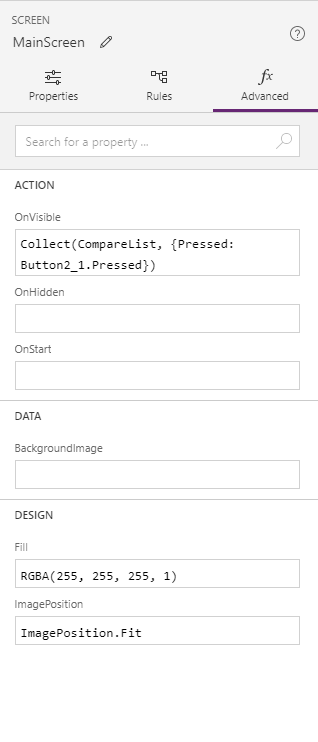 SCREEN
MainScreen
Properties
Rules
fx
Advanced
Search for a property ...
ACTION
OnVisible
Collect(CompareList, {Pressed:
Button2_1.Pressed})
OnHidden
OnStart
DATA
BackgroundImage
DESIGN
Fill
RGBA(255, 255, 255, 1)
ImagePosition
ImagePosition.Fit